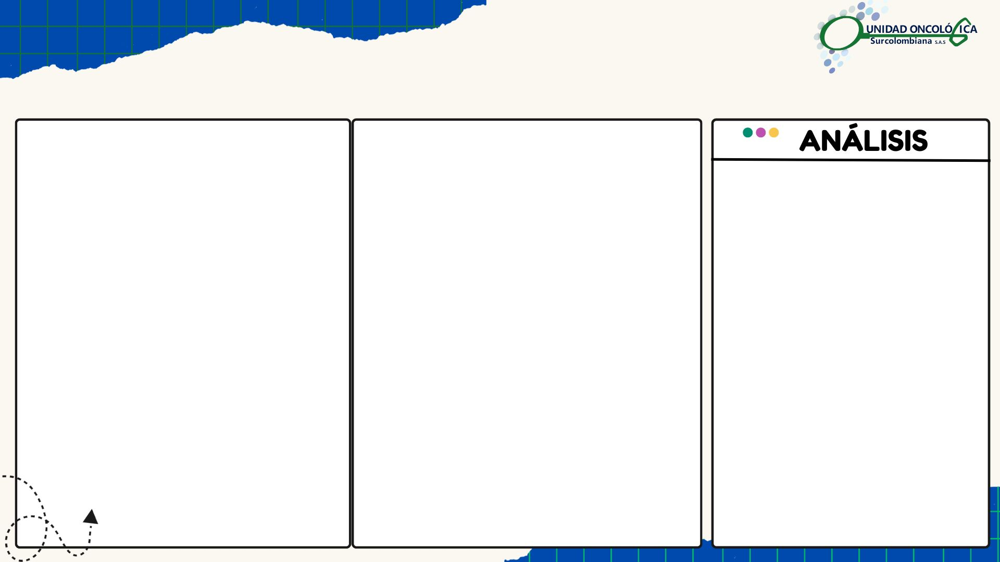 UNIDAD ONCOLÓGICA
Surcolombiana S.A.S
ANÁLISIS